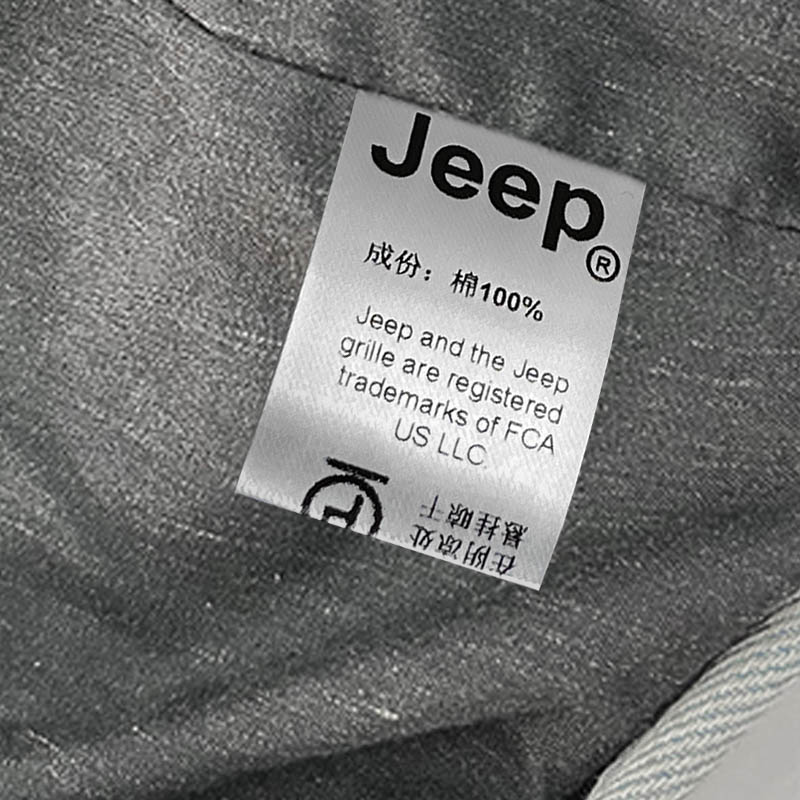 Jeep®
成份：棉100%
Jeep and the Jeep
grille are registered
trademarks of FCA
US LLC.
在阴凉处
悬挂晾干